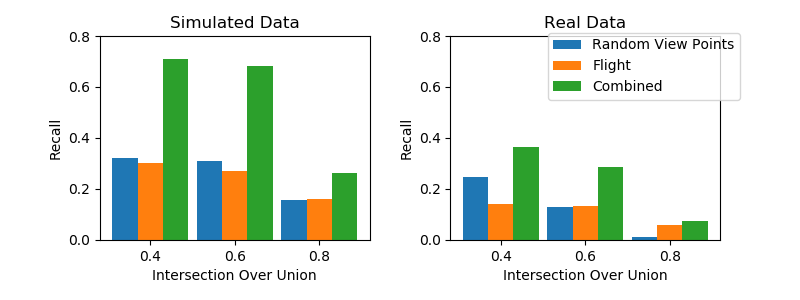 Simulated Data
0.8
0.6
0.4
0.2
0.0
Recall
0.4 0.6 0.8
Intersection Over Union
Real Data
0.8
0.6
0.4
0.2
0.0
Recall
Random View Points
Flight
Combined
0.4 0.6 0.8
Intersection Over Union